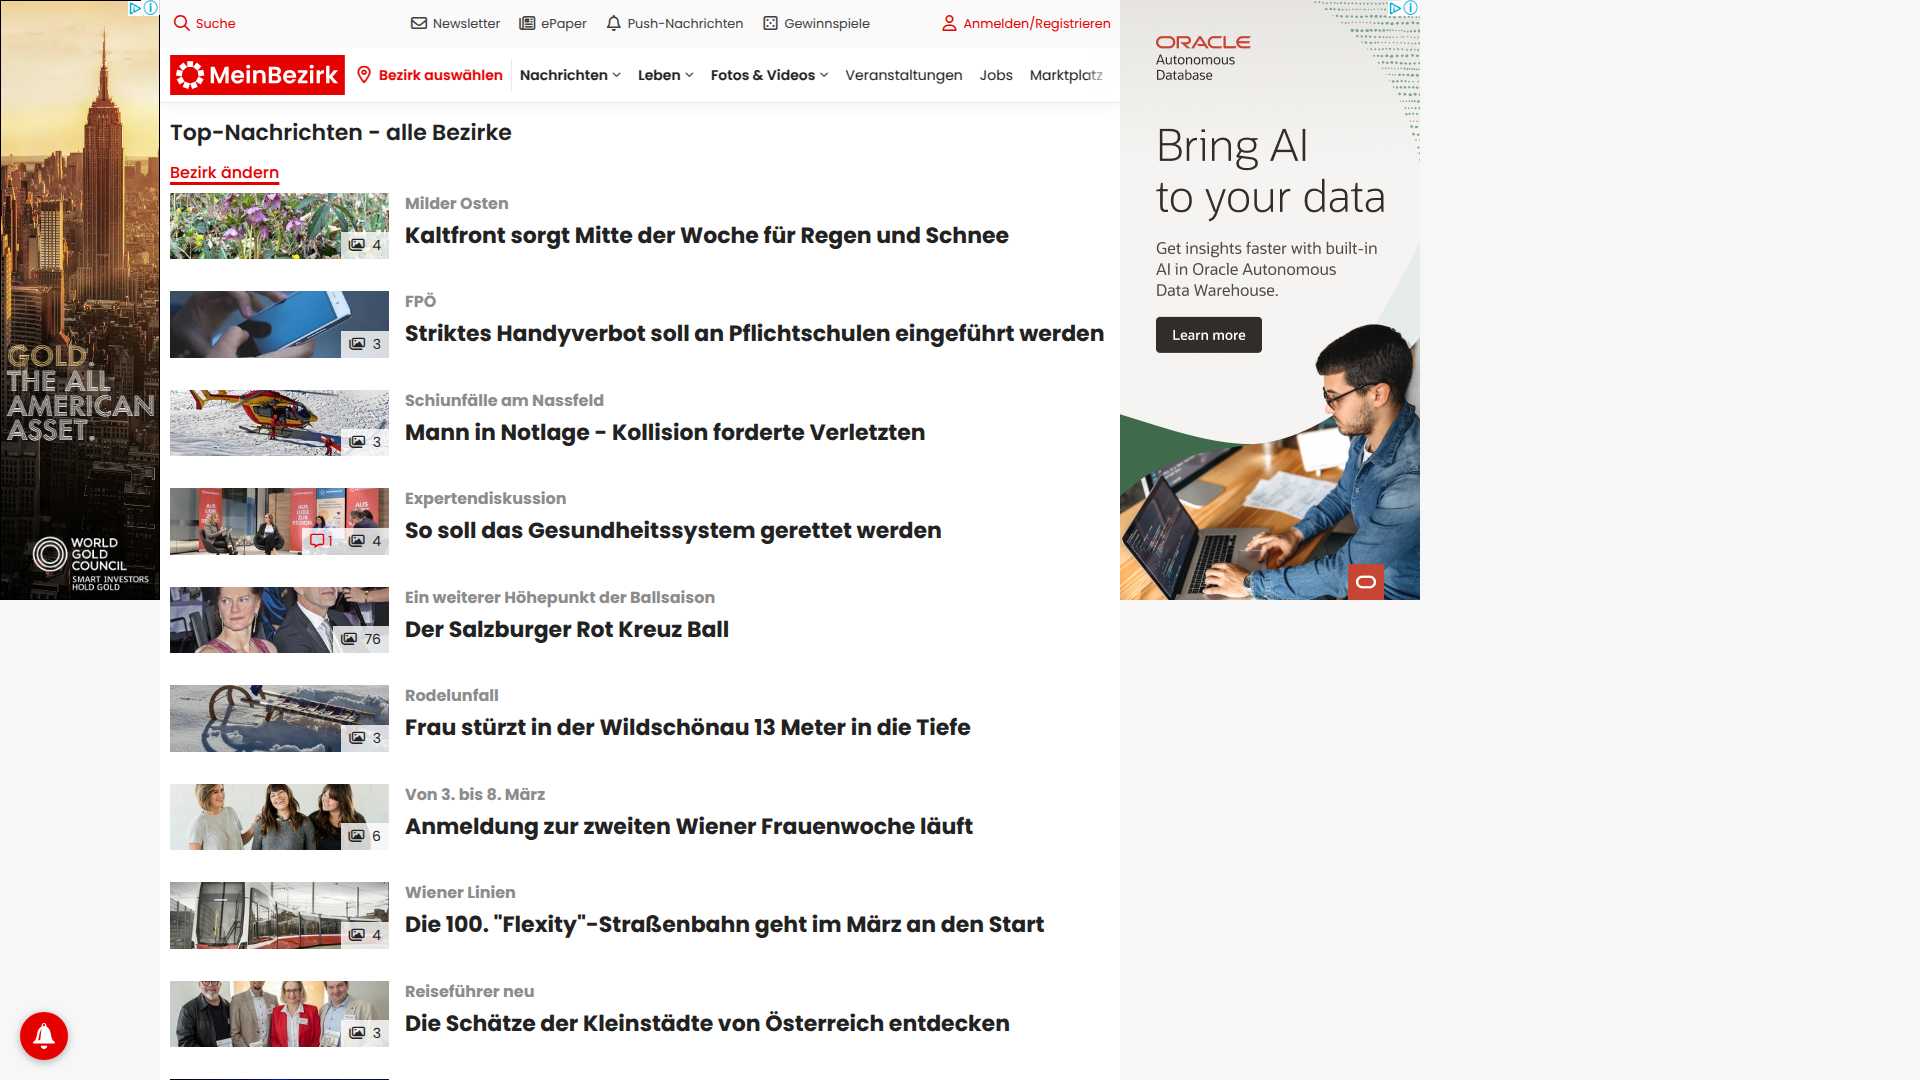 Suche
Newsletter
ePaper
Push-Nachrichten
Gewinnspiele
Anmelden/Registrieren
MeinBezirk
Bezirk auswählen
Nachrichten
Leben
Fotos & Videos
Veranstaltungen
Jobs
Marktplatz
Top-Nachrichten - alle Bezirke
Bezirk ändern
4
Milder Osten
Kaltfront sorgt Mitte der Woche für Regen und Schnee
3
FPÖ
Striktes Handyverbot soll an Pflichtschulen eingeführt werden
3
Schiunfälle am Nassfeld
Mann in Notlage - Kollision forderte Verletzten
1
4
Expertendiskussion
So soll das Gesundheitssystem gerettet werden
76
Ein weiterer Höhepunkt der Ballsaison
Der Salzburger Rot Kreuz Ball
3
Rodelunfall
Frau stürzt in der Wildschönau 13 Meter in die Tiefe
6
Von 3. bis 8. März
Anmeldung zur zweiten Wiener Frauenwoche läuft
4
Wiener Linien
Die 100. "Flexity"-Straßenbahn geht im März an den Start
3
Reiseführer neu
Die Schätze der Kleinstädte von Österreich entdecken
GOLD.
THE ALL
AMERICAN
ASSET.
WORLD
GOLD
COUNCIL
SMART INVESTORS
HOLD GOLD
ORACLE
Autonomous
Database
Bring AI
to your data
Get insights faster with built-in
AI in Oracle Autonomous
Data Warehouse.
Learn more